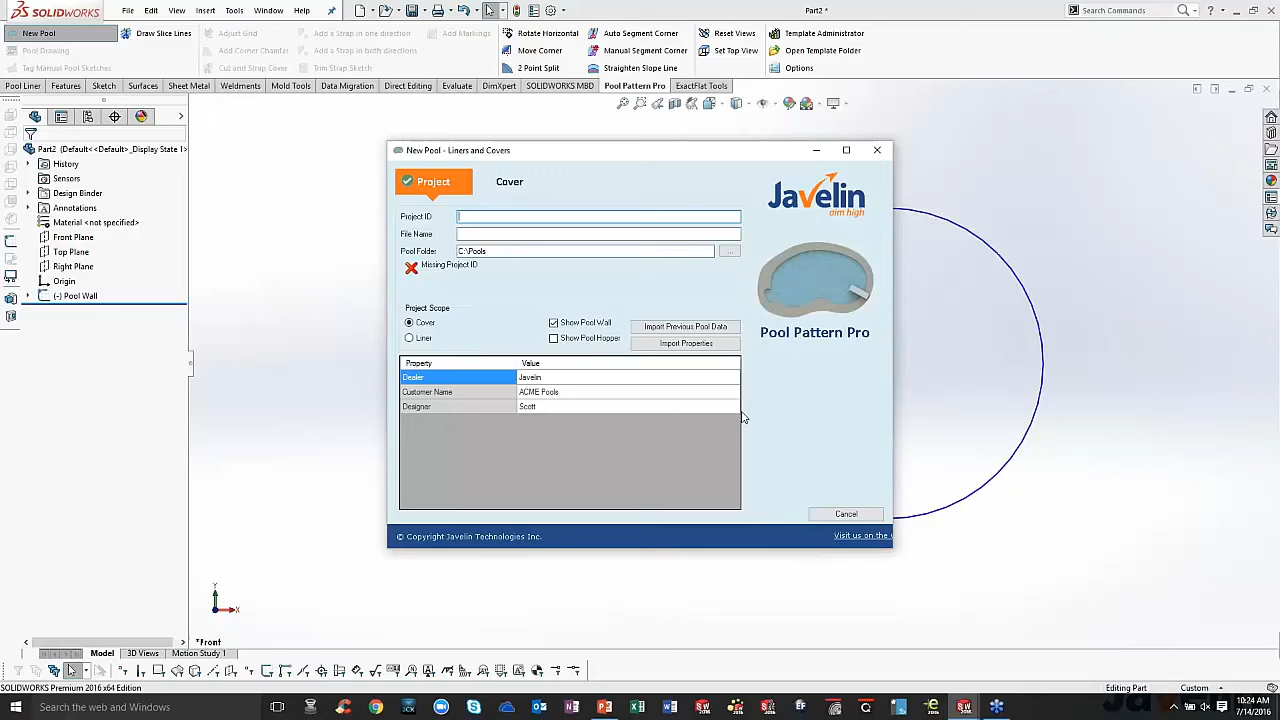 SOLIDWORKS File Edit View Insert Tools Window Help Part2 * Search Commands
New Pool Draw Slice Lines Adjust Grid Add a Strap in one direction Add Markings Rotate Horizontal Auto Segment Corner Reset Views Template Administrator
Pool Drawing Add Corner Chamfer Add a Strap in both directions Move Corner Manual Segment Corner Set Top View Open Template Folder
Tag Manual Pool Sketches Cut and Strap Cover Trim Strap Sketch 2 Point Split Straighten Slope Line Options
Pool Liner Features Sketch Surfaces Sheet Metal Weldments Mold Tools Data Migration Direct Editing Evaluate DimXpert SOLIDWORKS MBD Pool Pattern Pro ExactFlat Tools
Part2 (Default<<Default>_Display State 1>
History
Sensors
Design Binder
Annotations
Material <not specified>
Front Plane
Top Plane
Right Plane
Origin
(-) Pool Wall
New Pool - Liners and Covers
Project Cover
Javelin
aim high
Project ID
File Name
Pool Folder C:\Pools ...
Missing Project ID
Project Scope
Cover Show Pool Wall Import Previous Pool Data
Liner Show Pool Hopper Import Properties
Pool Pattern Pro
Property Value
Dealer Javelin
Customer Name ACME Pools
Designer Scott
Cancel
© Copyright Javelin Technologies Inc. Visit us on the
Y
X
*Front
Model 3D Views Motion Study 1
SOLIDWORKS Premium 2016 x64 Edition Editing Part Custom
Search the web and Windows 10:24 AM
7/14/2016